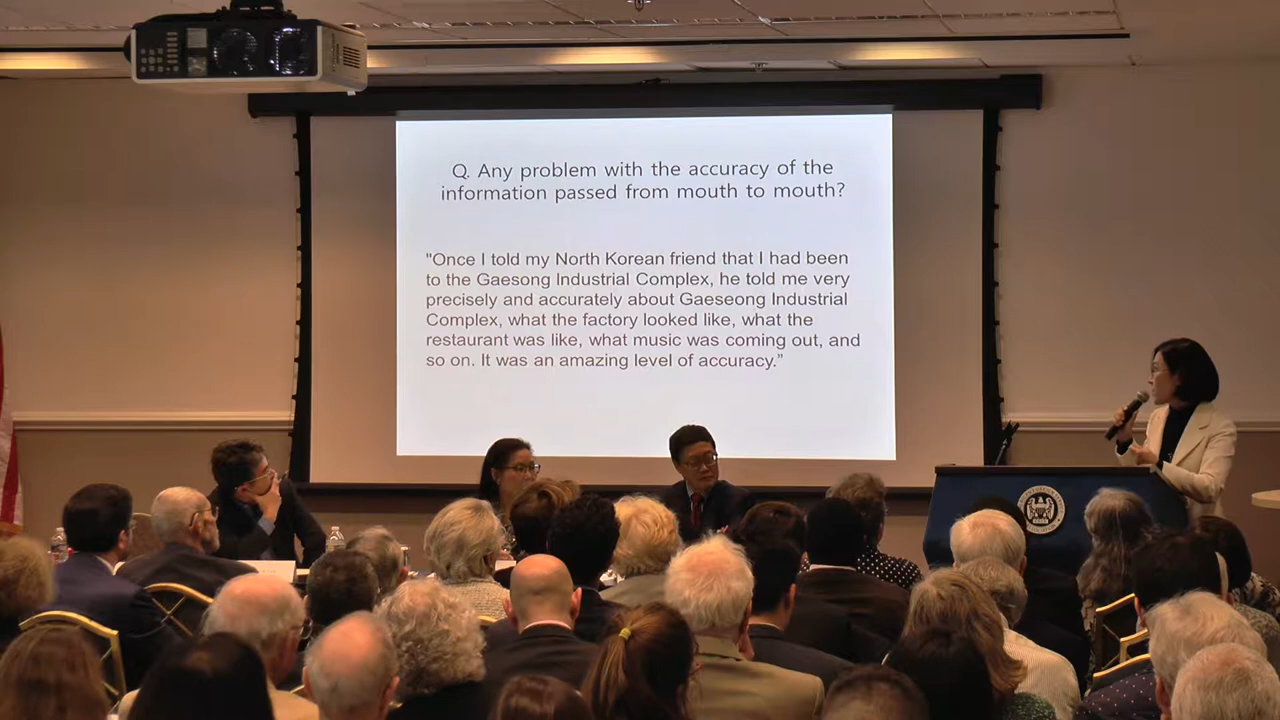 Q. Any problem with the accuracy of the
information passed from mouth to mouth?
"Once I told my North Korean friend that I had been
to the Gaesong Industrial Complex, he told me very
precisely and accurately about Gaeseong Industrial
Complex, what the factory looked like, what the
restaurant was like, what music was coming out, and
so on. It was an amazing level of accuracy.”